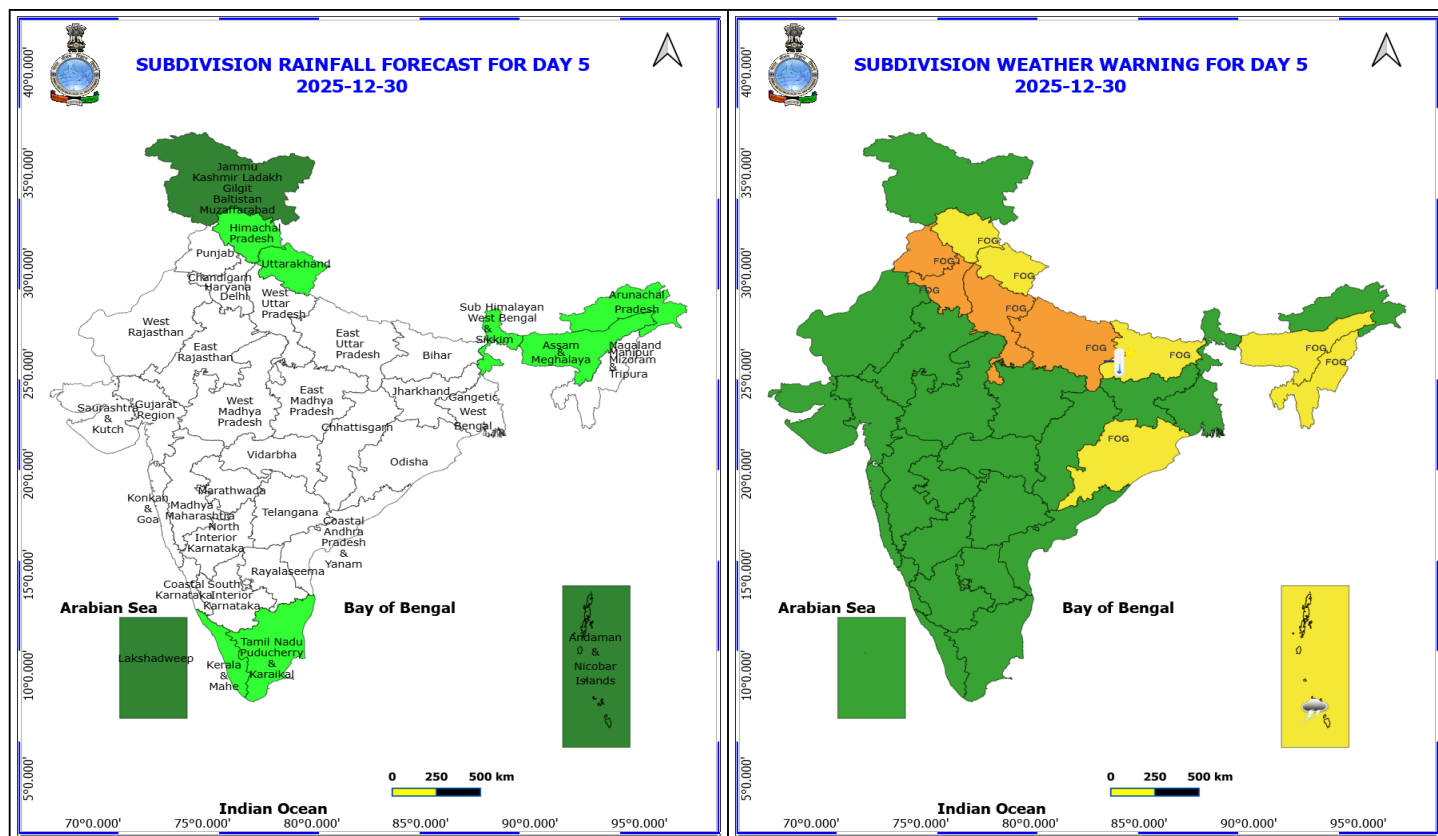 SUBDIVISION RAINFALL FORECAST FOR DAY 5
2025-12-30
40°0.000'
35°0.000'
30°0.000'
25°0.000'
20°0.000'
15°0.000'
10°0.000'
5°0.000'
Jammu
Kashmir Ladakh
Gilgit
Baltistan
Muzaffarabad
Himachal
Pradesh
Punjab
Uttarakhand
Chandigarh
Haryana
Delhi
West
Uttar
Pradesh
West
Rajasthan
East
Rajasthan
East
Uttar
Pradesh
Bihar
Sub Himalayan
West Bengal
&
Sikkim
Arunachal
Pradesh
Assam
&
Meghalaya
Nagaland
Manipur
Mizoram
&
Tripura
Saurashtra
&
Kutch
Gujarat
Region
West
Madhya
Pradesh
East
Madhya
Pradesh
Jharkhand
Gangetic
West
Bengal
Chhattisgarh
Vidarbha
Odisha
Konkan
&
Goa
Madhya
Maharashtra
Marathwada
Telangana
North
Interior
Karnataka
Coastal
Andhra
Pradesh
&
Yanam
Rayalaseema
Coastal
Karnataka
South
Interior
Karnataka
Arabian Sea
Bay of Bengal
Lakshadweep
Kerala
&
Mahe
Tamil Nadu
Puducherry
&
Karaikal
Andaman
&
Nicobar
Islands
0 250 500 km
Indian Ocean
70°0.000' 75°0.000' 80°0.000' 85°0.000' 90°0.000' 95°0.000'
SUBDIVISION WEATHER WARNING FOR DAY 5
2025-12-30
40°0.000'
35°0.000'
30°0.000'
25°0.000'
20°0.000'
15°0.000'
10°0.000'
5°0.000'
FOG
FOG
FOG
FOG
FOG
FOG
FOG
FOG
FOG
FOG
Arabian Sea
Bay of Bengal
0 250 500 km
Indian Ocean
70°0.000' 75°0.000' 80°0.000' 85°0.000' 90°0.000' 95°0.000'